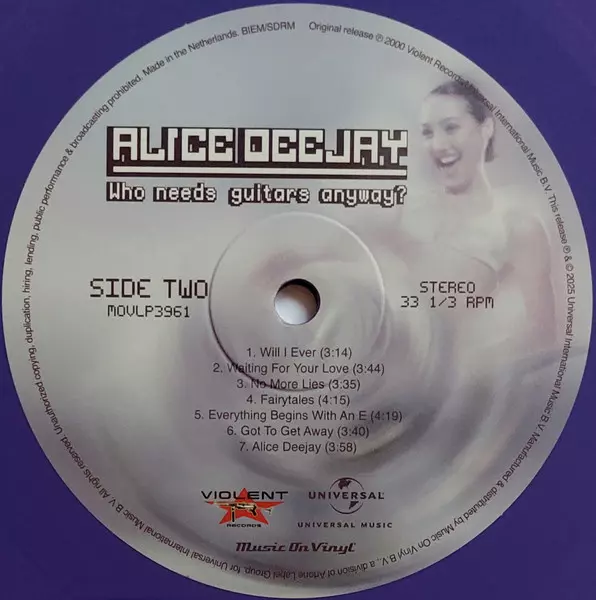 Unauthorized copying, duplication, hiring, lending, public performance & broadcasting prohibited. Made in the Netherlands. BIEM/SDRM
Original release ℗ 2000 Violent Records/Universal International Music B.V. This release ℗ & © 2025 Universal International Music B.V. Manufactured & distributed by Music On Vinyl B.V., a division of Artone Label Group, for Universal International Music B.V. All rights reserved.
ALICE DEEJAY
Who needs guitars anyway?
SIDE TWO
MOVLP3961
STEREO
33 1/3 RPM
1. Will I Ever (3:14)
2. Waiting For Your Love (3:44)
3. No More Lies (3:35)
4. Fairytales (4:15)
5. Everything Begins With An E (4:19)
6. Got To Get Away (3:40)
7. Alice Deejay (3:58)
VIOLENT
RECORDS
UNIVERSAL
UNIVERSAL MUSIC
Music On Vinyl